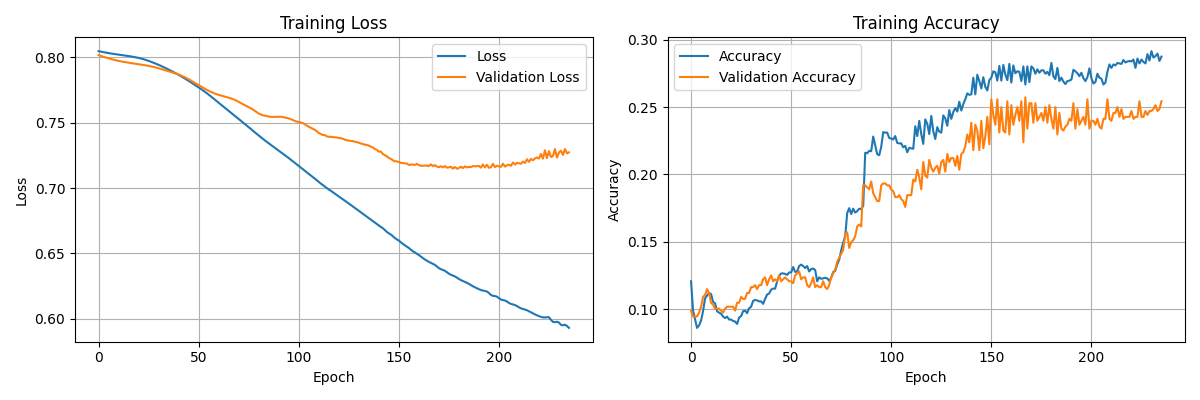 Training Loss
Loss
0.80
0.75
0.70
0.65
0.60
Loss
Validation Loss
0 50 100 150 200
Epoch
Training Accuracy
Accuracy
0.30
0.25
0.20
0.15
0.10
Accuracy
Validation Accuracy
0 50 100 150 200
Epoch